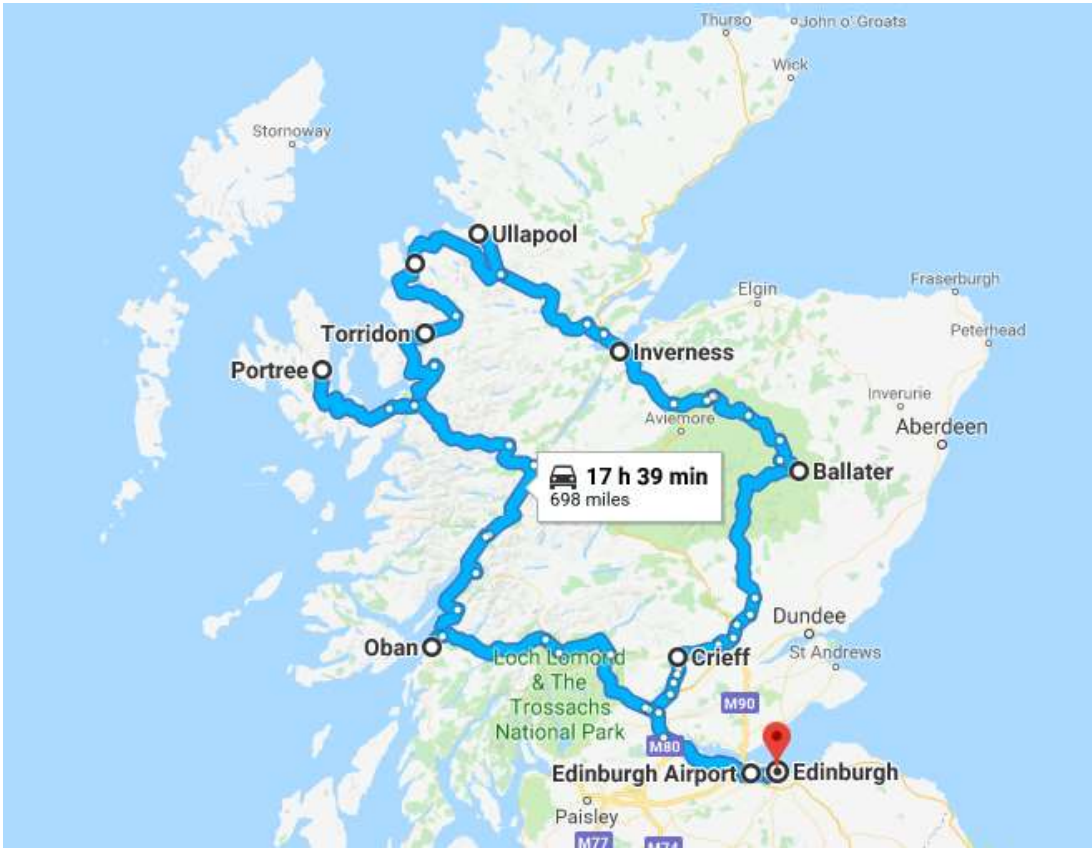 Thurso
John o' Groats
Wick
Stornoway
Ullapool
Elgin
Fraserburgh
Torridon
Peterhead
Inverness
Portree
Inverurie
Aviemore
Aberdeen
17 h 39 min
698 miles
Ballater
Dundee
Oban
Crieff
St Andrews
Loch Lomond
& The
Trossachs
National Park
M90
M80
Edinburgh Airport
Edinburgh
Paisley
M77
M74